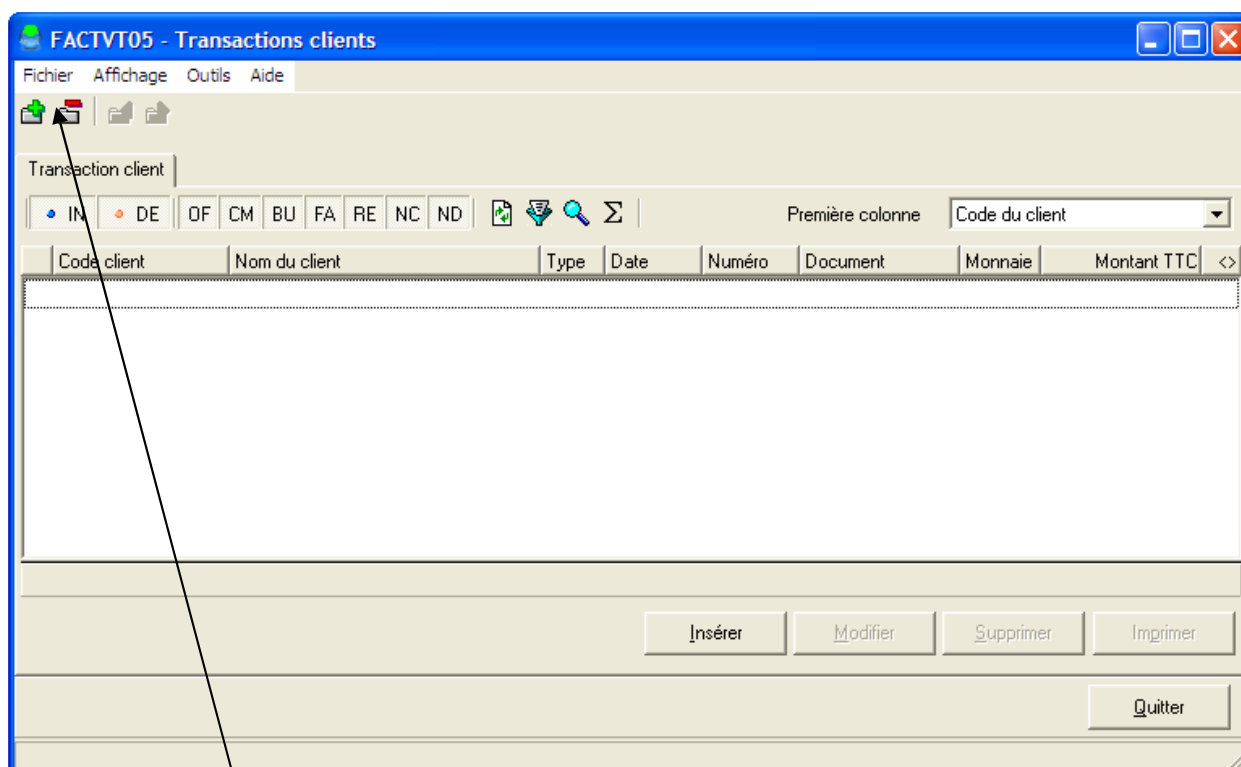 FACTVT05 - Transactions clients
Fichier Affichage Outils Aide
Transaction client
IN DE OF CM BU FA RE NC ND Σ Première colonne Code du client
Code client Nom du client Type Date Numéro Document Monnaie Montant TTC <>
Insérer Modifier Supprimer Imprimer
Quitter